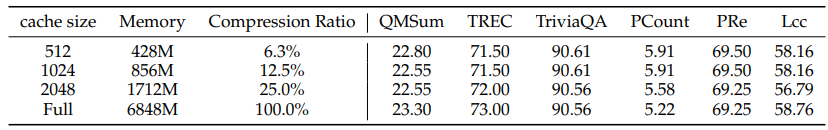 cache size Memory Compression Ratio QMSum TREC TriviaQA PCount PRe Lcc
512 428M 6.3% 22.80 71.50 90.61 5.91 69.50 58.16
1024 856M 12.5% 22.55 71.50 90.61 5.91 69.50 58.16
2048 1712M 25.0% 22.55 72.00 90.56 5.58 69.25 56.79
Full 6848M 100.0% 23.30 73.00 90.56 5.22 69.25 58.76